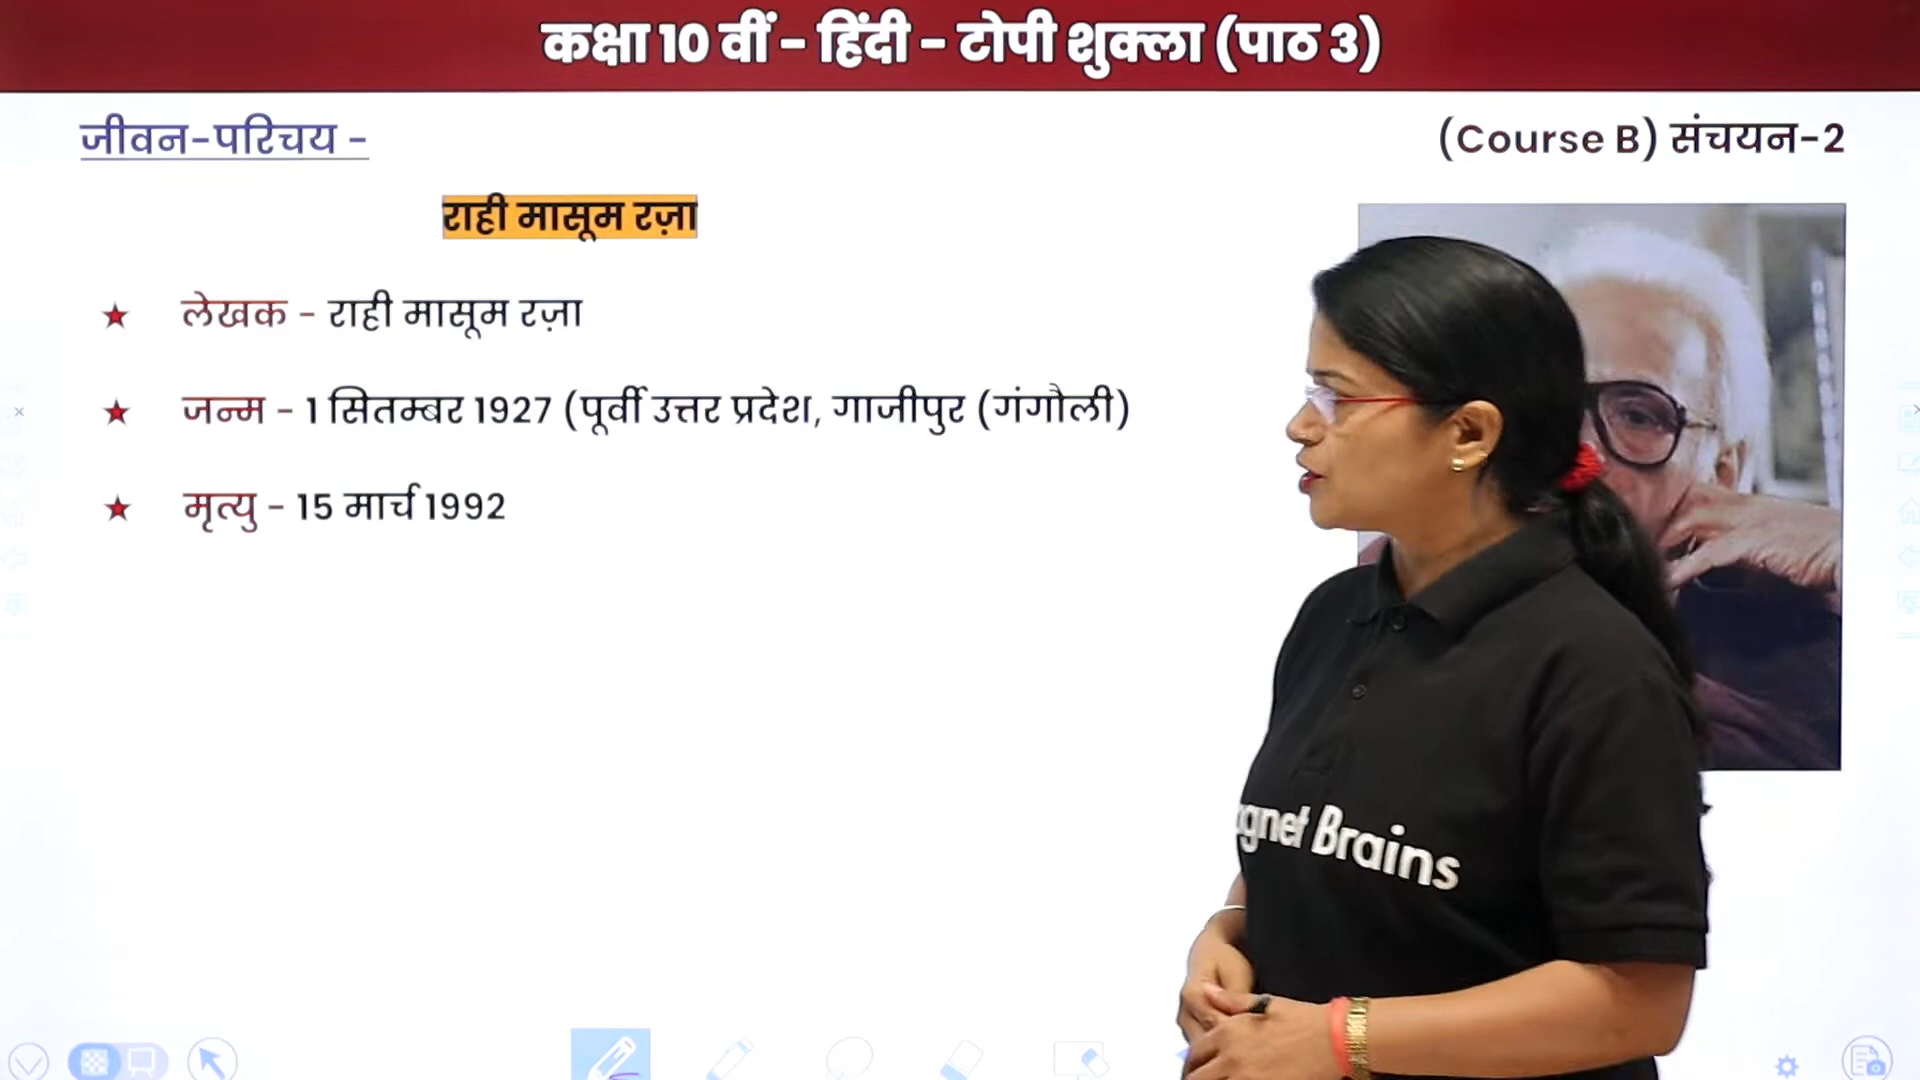 कक्षा 10 वीं - हिंदी - टोपी शुक्ला (पाठ 3)
जीवन-परिचय -
(Course B) संचयन-2
राही मासूम रज़ा
★ लेखक - राही मासूम रज़ा
★ जन्म - 1 सितम्बर 1927 (पूर्वी उत्तर प्रदेश, गाजीपुर (गंगौली)
★ मृत्यु - 15 मार्च 1992
gnet Brains